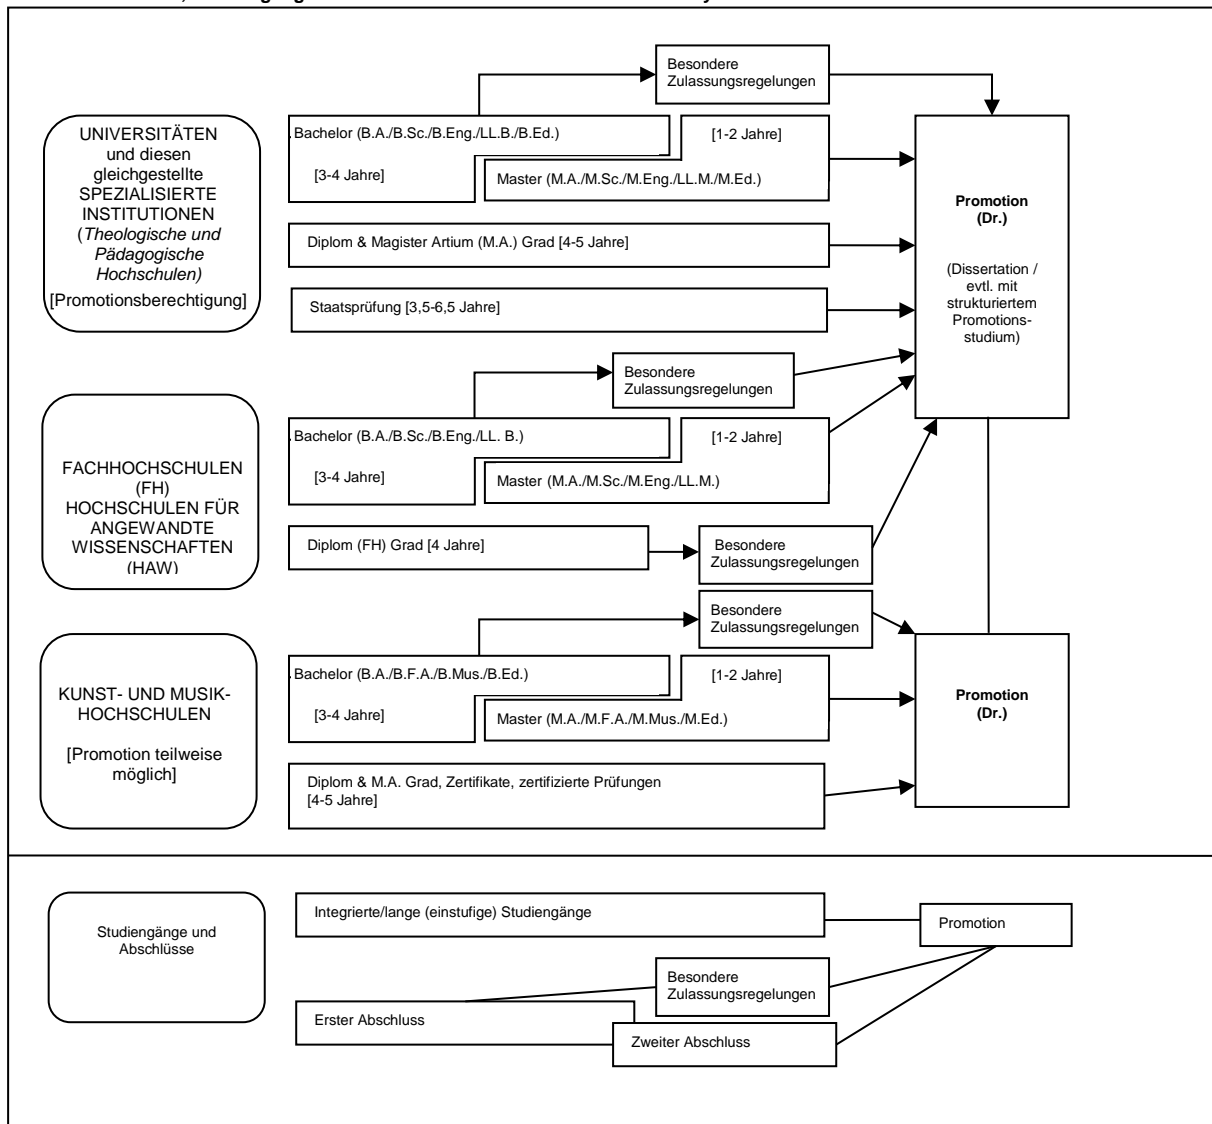 Besondere
Zulassungsregelungen
UNIVERSITÄTEN
und diesen
gleichgestellte
SPEZIALISIERTE
INSTITUTIONEN
(Theologische und
Pädagogische
Hochschulen)
[Promotionsberechtigung]
Bachelor (B.A./B.Sc./B.Eng./LL.B./B.Ed.)
[3-4 Jahre]
[1-2 Jahre]
Master (M.A./M.Sc./M.Eng./LL.M./M.Ed.)
Diplom & Magister Artium (M.A.) Grad [4-5 Jahre]
Staatsprüfung [3,5-6,5 Jahre]
Promotion
(Dr.)
(Dissertation /
evtl. mit
strukturiertem
Promotions-
studium)
Besondere
Zulassungsregelungen
FACHHOCHSCHULEN
(FH)
HOCHSCHULEN FÜR
ANGEWANDTE
WISSENSCHAFTEN
(HAW)
Bachelor (B.A./B.Sc./B.Eng./LL. B.)
[3-4 Jahre]
[1-2 Jahre]
Master (M.A./M.Sc./M.Eng./LL.M.)
Diplom (FH) Grad [4 Jahre]
Besondere
Zulassungsregelungen
Besondere
Zulassungsregelungen
KUNST- UND MUSIK-
HOCHSCHULEN
[Promotion teilweise
möglich]
Bachelor (B.A./B.F.A./B.Mus./B.Ed.)
[3-4 Jahre]
[1-2 Jahre]
Master (M.A./M.F.A./M.Mus./M.Ed.)
Diplom & M.A. Grad, Zertifikate, zertifizierte Prüfungen
[4-5 Jahre]
Promotion
(Dr.)
Studiengänge und
Abschlüsse
Integrierte/lange (einstufige) Studiengänge
Promotion
Besondere
Zulassungsregelungen
Erster Abschluss
Zweiter Abschluss